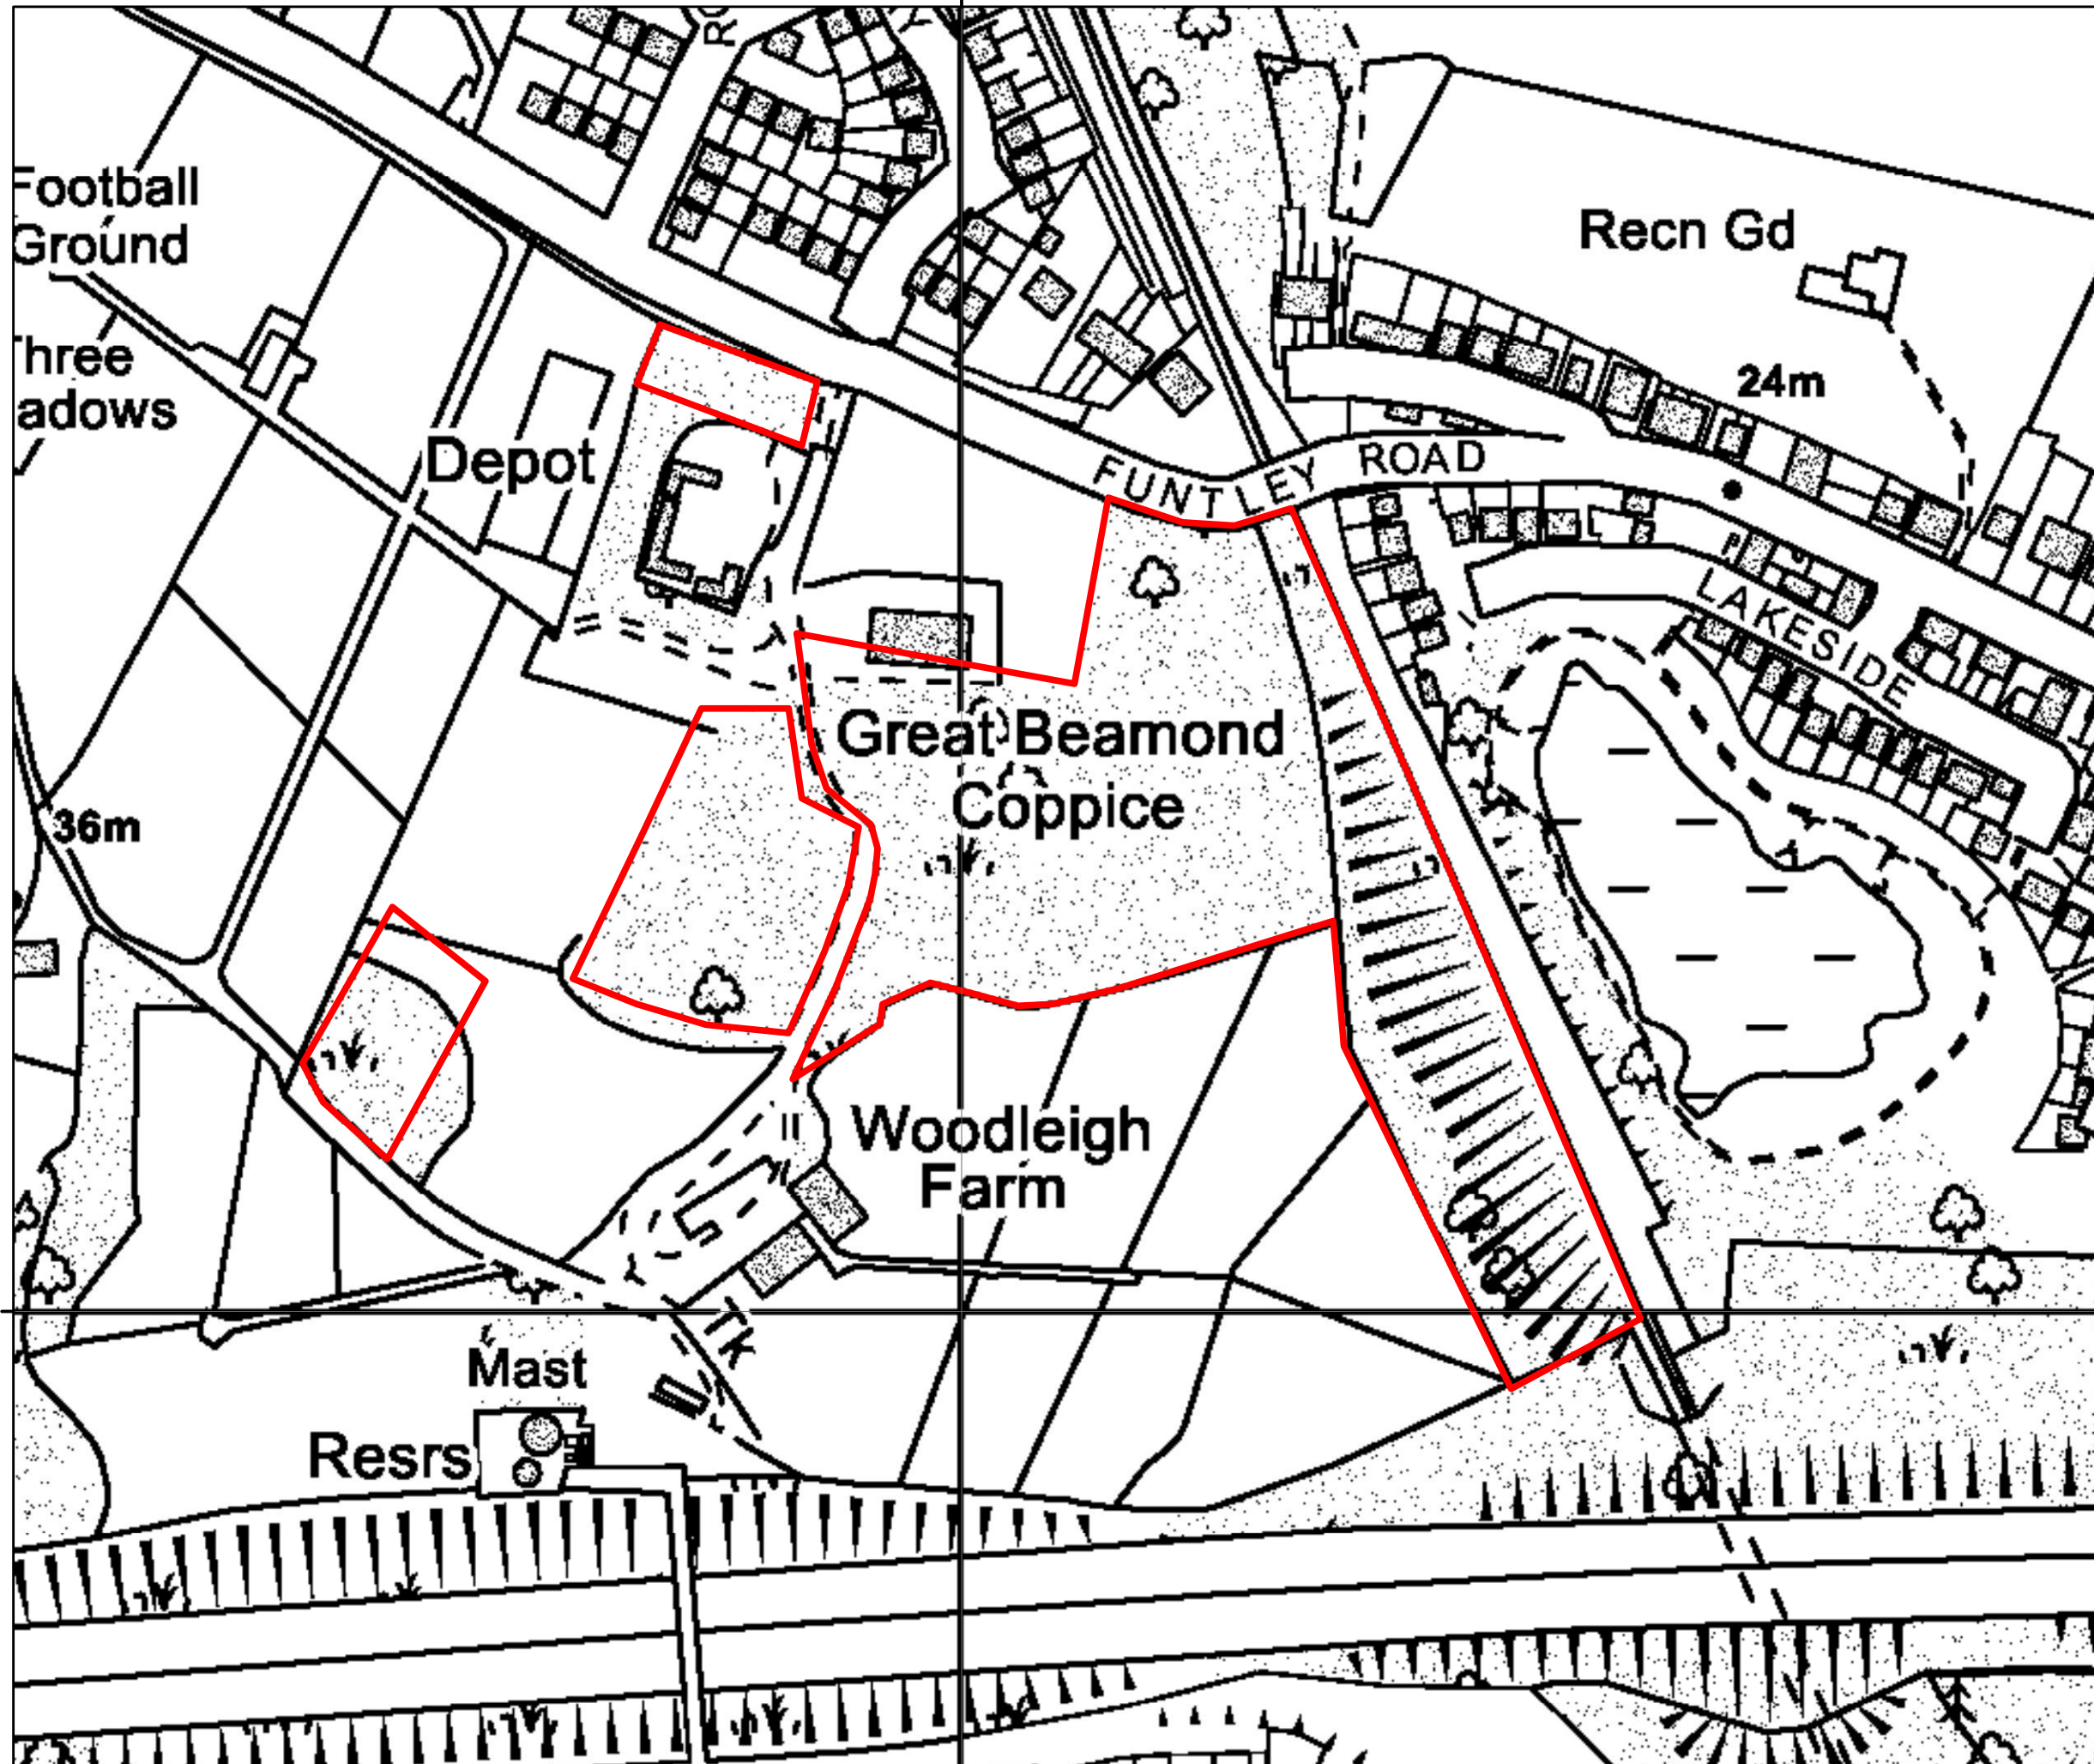 Football
Ground
Three
adows
Depot
Recn Gd
24m
FUNTLEY ROAD
LAKESIDE
Great Beamond
Coppice
36m
Woodleigh
Farm
TK
Mast
Resrs